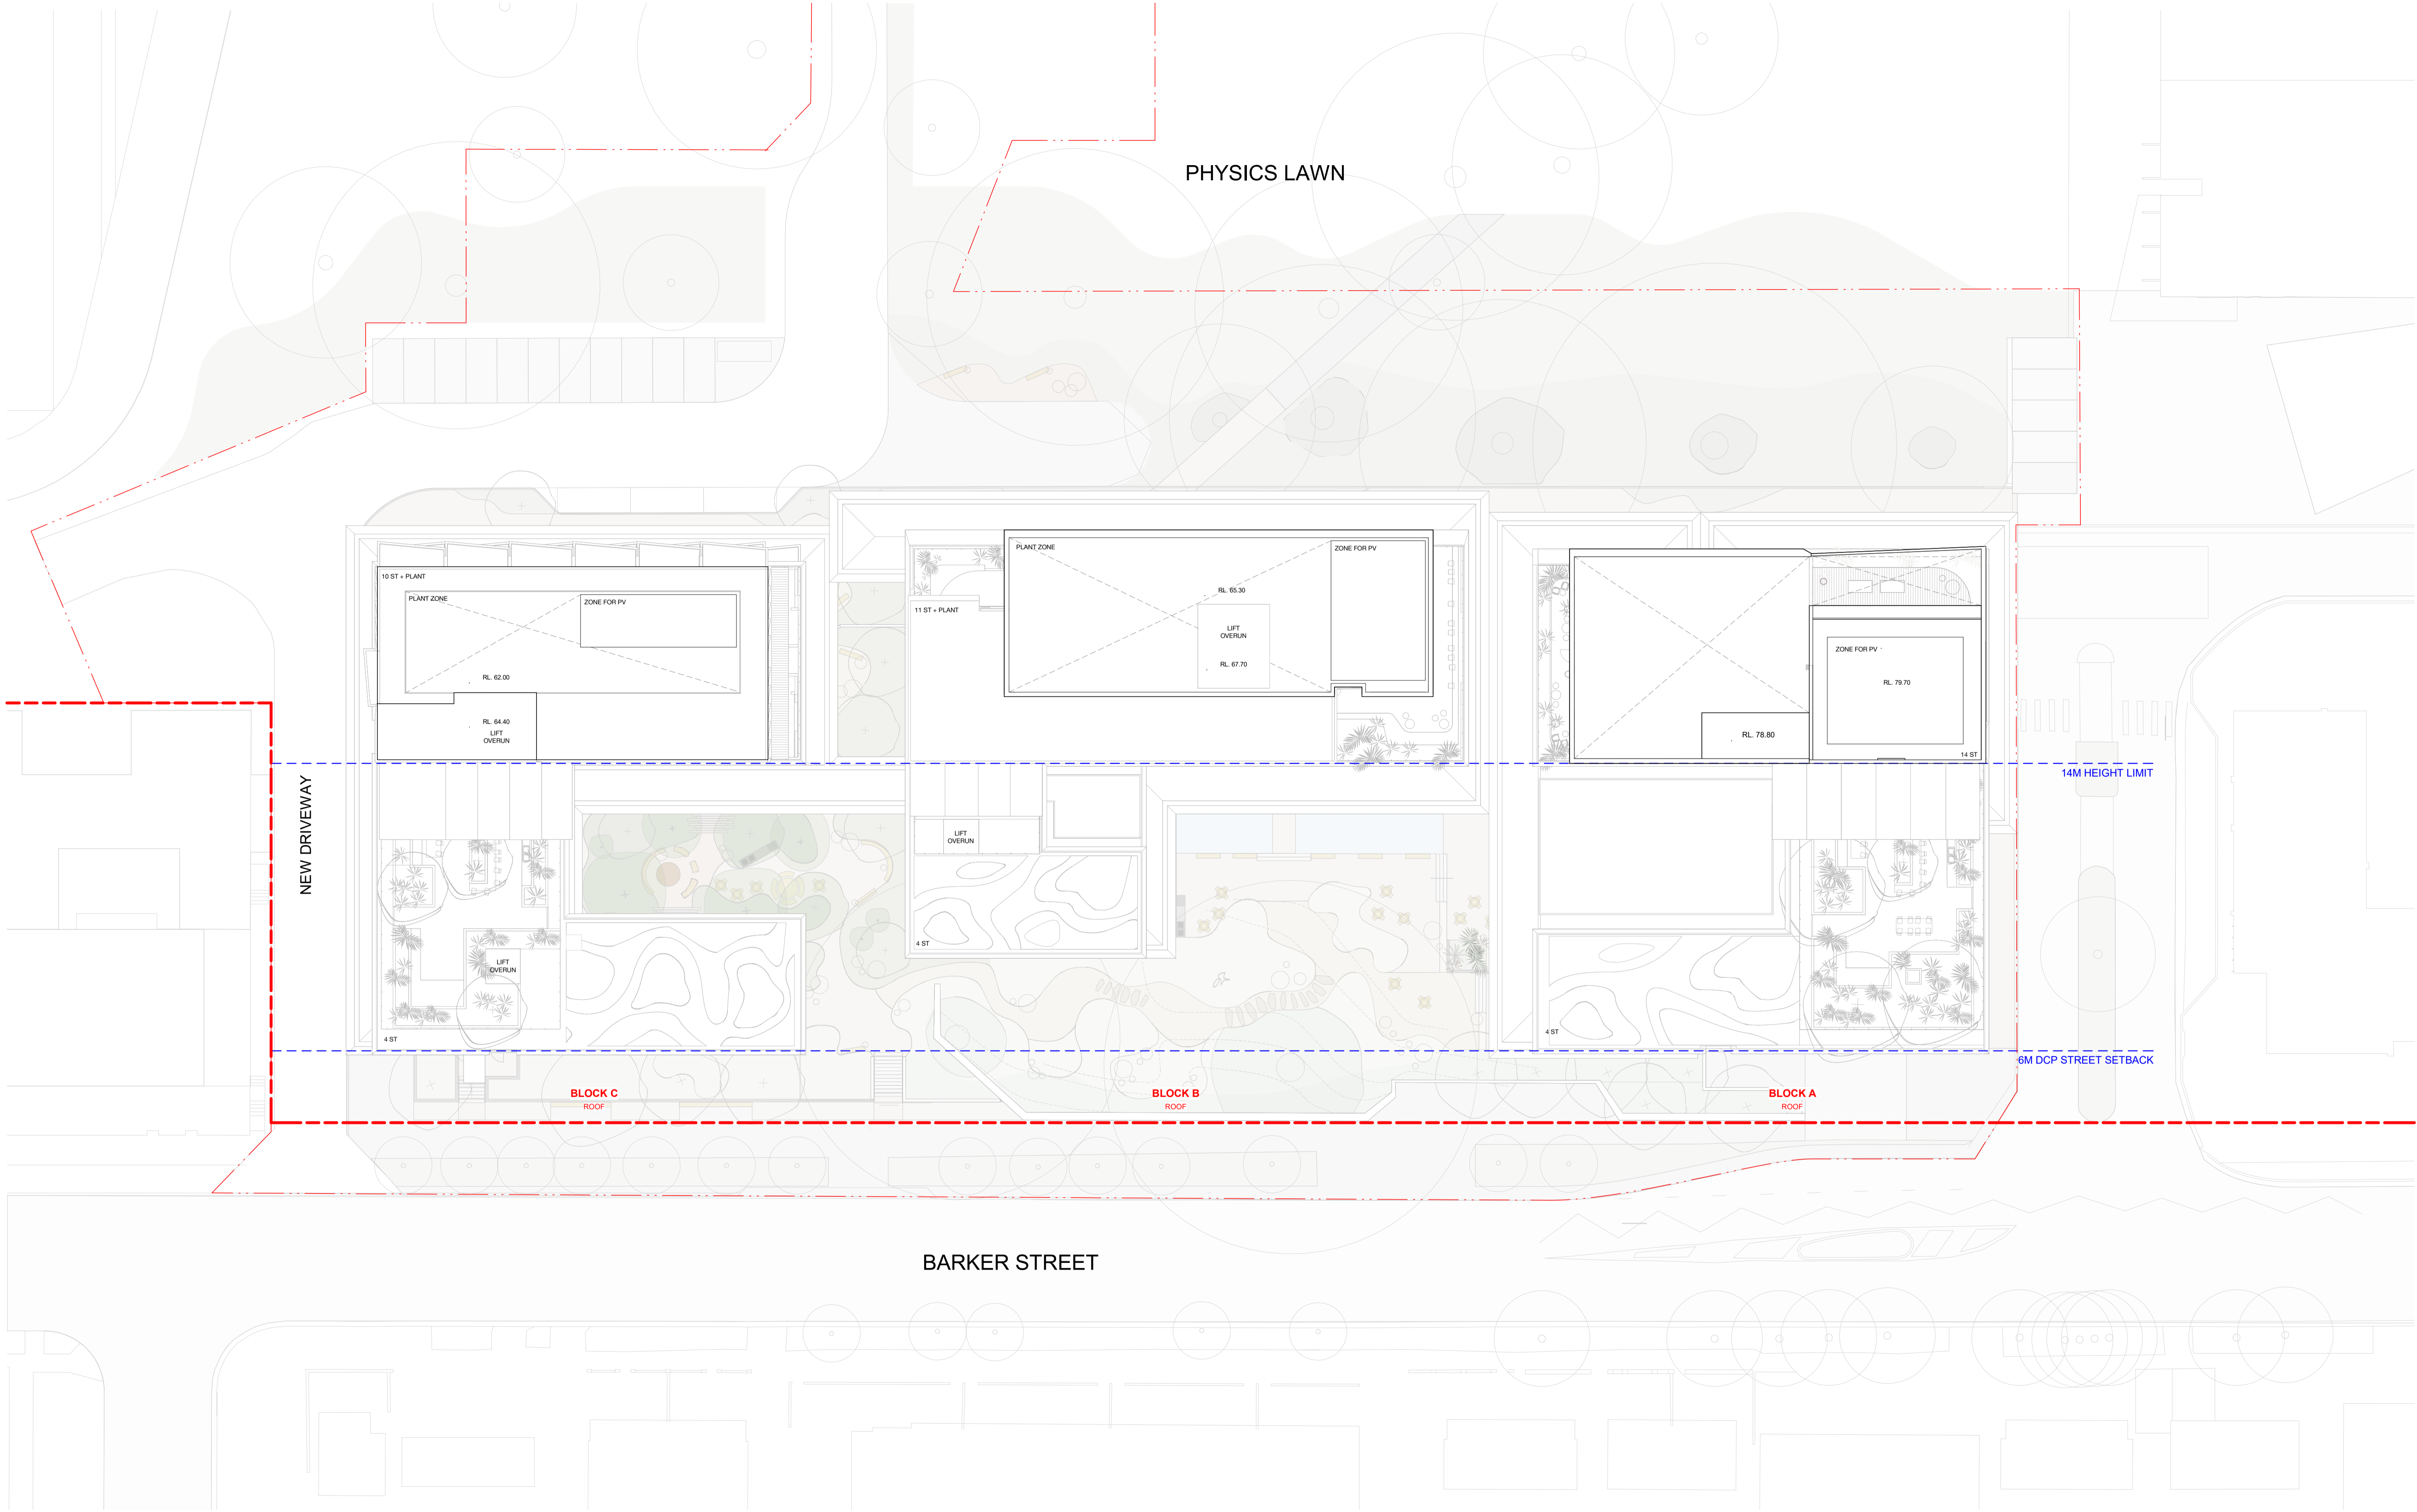 PHYSICS LAWN
10 ST + PLANT
PLANT ZONE
ZONE FOR PV
RL. 62.00
RL. 64.40
LIFT
OVERUN
PLANT ZONE
ZONE FOR PV
11 ST + PLANT
RL. 65.30
LIFT
OVERUN
RL. 67.70
ZONE FOR PV
RL. 79.70
RL. 78.80
14 ST
14M HEIGHT LIMIT
NEW DRIVEWAY
LIFT
OVERUN
4 ST
LIFT
OVERUN
4 ST
4 ST
6M DCP STREET SETBACK
BLOCK C
ROOF
BLOCK B
ROOF
BLOCK A
ROOF
BARKER STREET